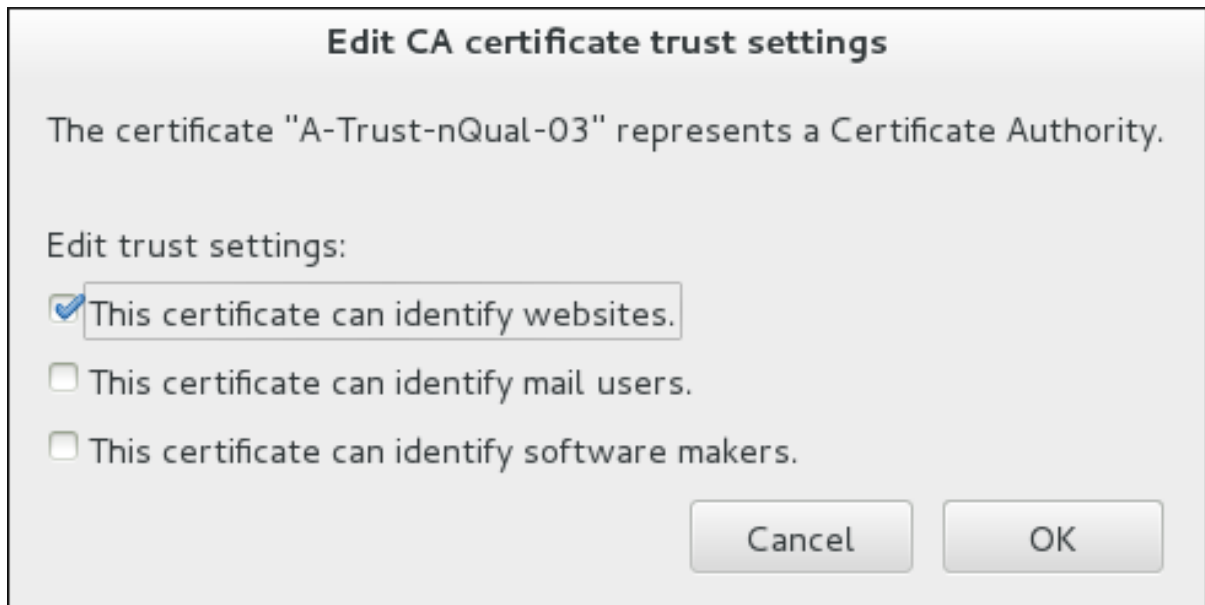 Edit CA certificate trust settings
The certificate "A-Trust-nQual-03" represents a Certificate Authority.
Edit trust settings:
This certificate can identify websites.
This certificate can identify mail users.
This certificate can identify software makers.
Cancel OK